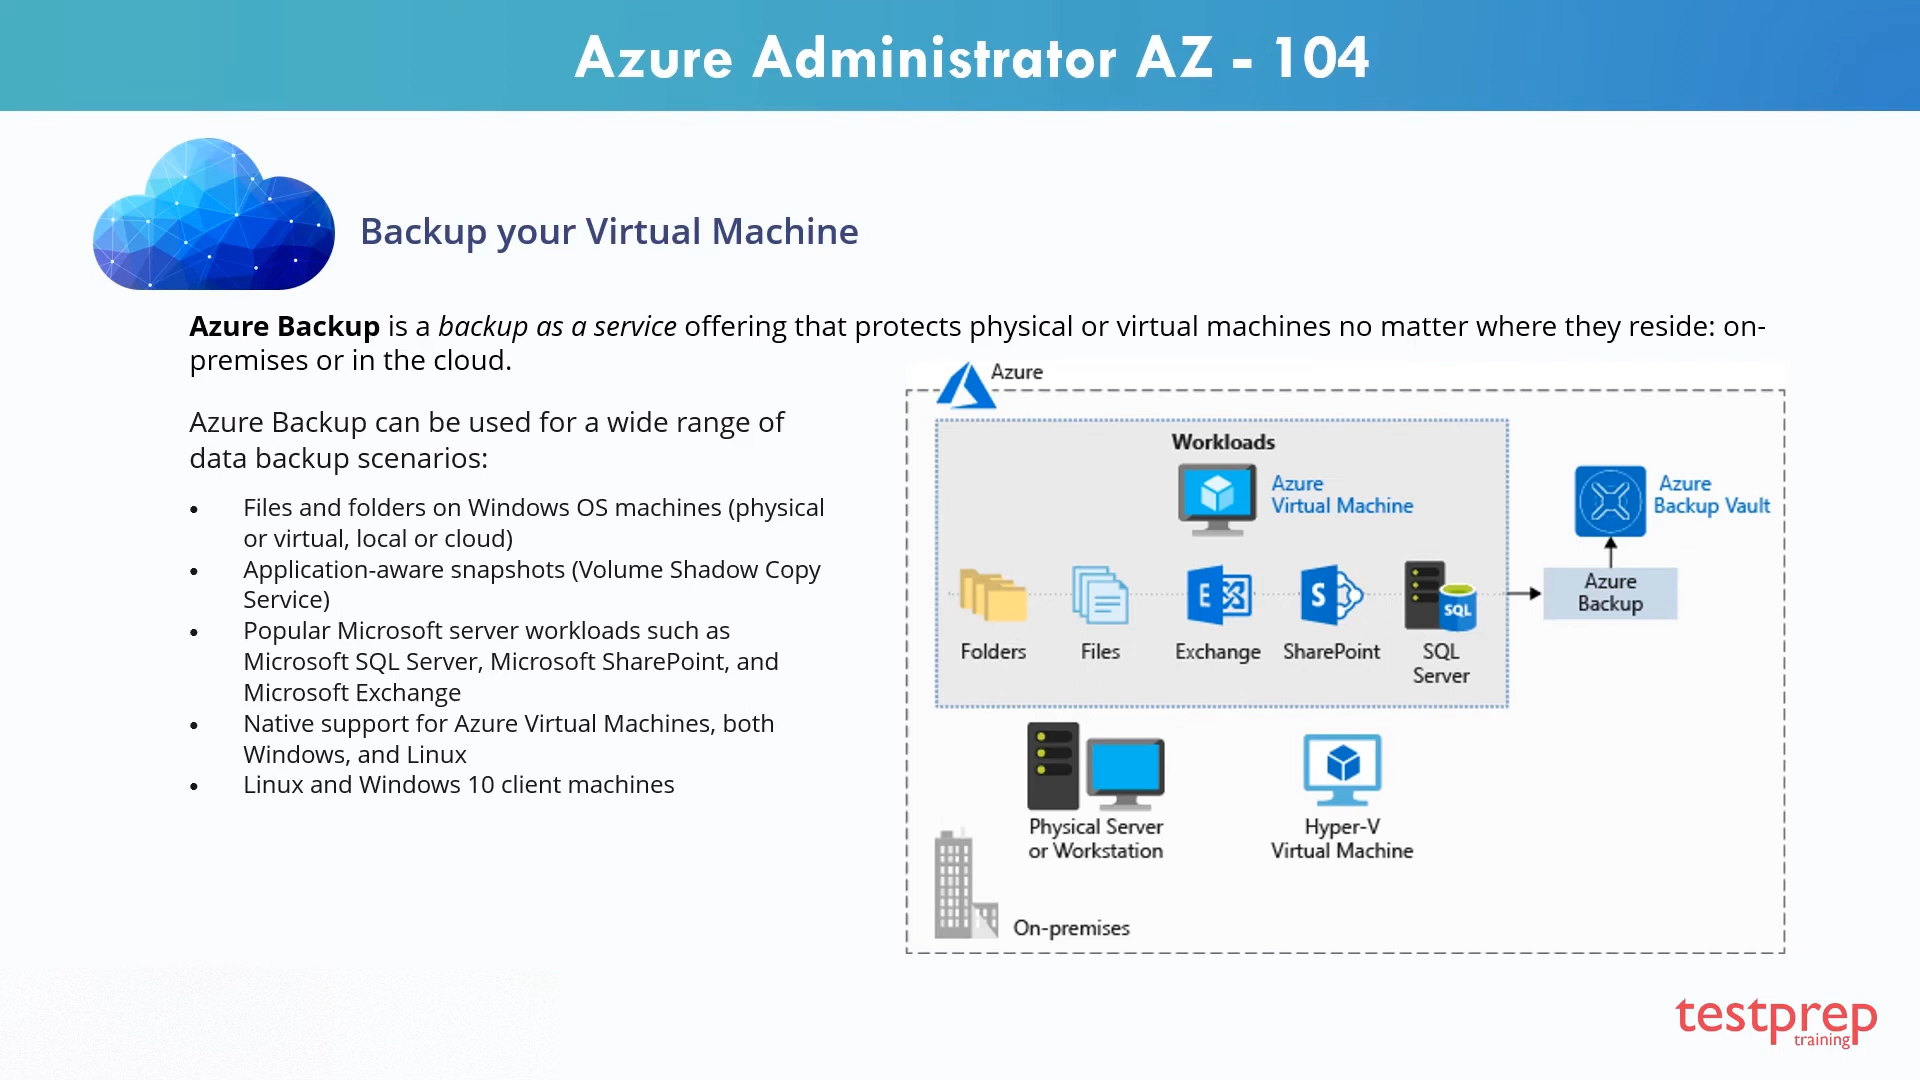 Azure Administrator AZ - 104
Backup your Virtual Machine
Azure Backup is a backup as a service offering that protects physical or virtual machines no matter where they reside: on-
premises or in the cloud.
Azure Backup can be used for a wide range of
data backup scenarios:
• Files and folders on Windows OS machines (physical
or virtual, local or cloud)
• Application-aware snapshots (Volume Shadow Copy
Service)
• Popular Microsoft server workloads such as
Microsoft SQL Server, Microsoft SharePoint, and
Microsoft Exchange
• Native support for Azure Virtual Machines, both
Windows, and Linux
• Linux and Windows 10 client machines
Azure
Workloads
Azure
Virtual Machine
Folders
Files
E
Exchange
S
SharePoint
SQL
SQL
Server
Azure
Backup Vault
Azure
Backup
Physical Server
or Workstation
Hyper-V
Virtual Machine
On-premises
testprep
training